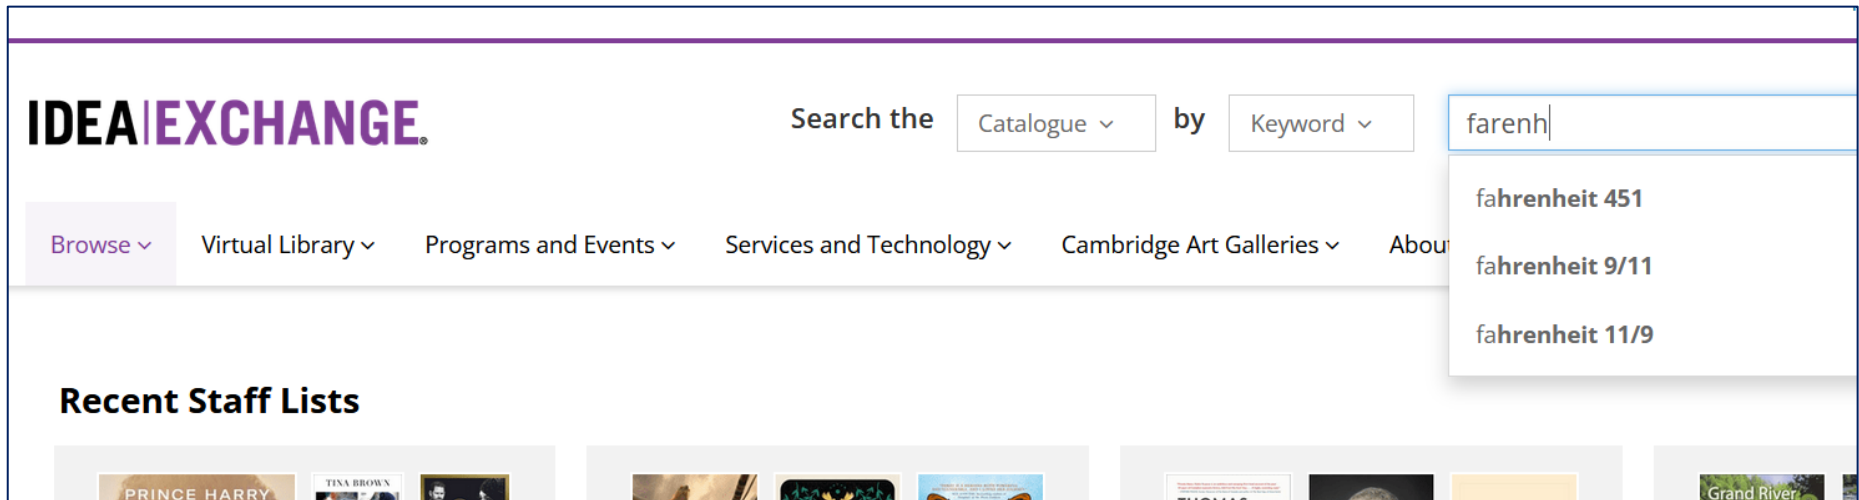 IDEA|EXCHANGE®
Search the Catalogue by Keyword farenh
fahrenheit 451
fahrenheit 9/11
fahrenheit 11/9
Browse Virtual Library Programs and Events Services and Technology Cambridge Art Galleries Abou
Recent Staff Lists
PRINCE HARRY
TINA BROWN
THOMAS
Grand River